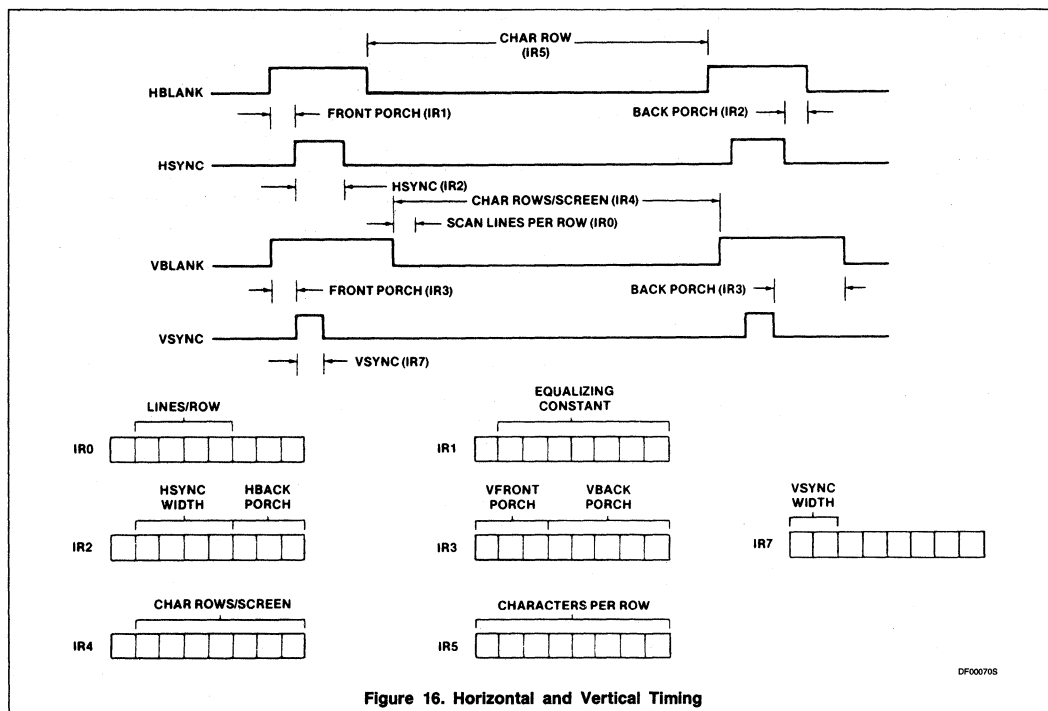 CHAR ROW
(IR5)
HBLANK
FRONT PORCH (IR1)
BACK PORCH (IR2)
HSYNC
HSYNC (IR2)
CHAR ROWS/SCREEN (IR4)
SCAN LINES PER ROW (IR0)
VBLANK
FRONT PORCH (IR3)
BACK PORCH (IR3)
VSYNC
VSYNC (IR7)
LINES/ROW
IR0
EQUALIZING
CONSTANT
IR1
HSYNC
WIDTH
HBACK
PORCH
IR2
VFRONT
PORCH
VBACK
PORCH
IR3
VSYNC
WIDTH
IR7
CHAR ROWS/SCREEN
IR4
CHARACTERS PER ROW
IR5
DF00070S
Figure 16. Horizontal and Vertical Timing